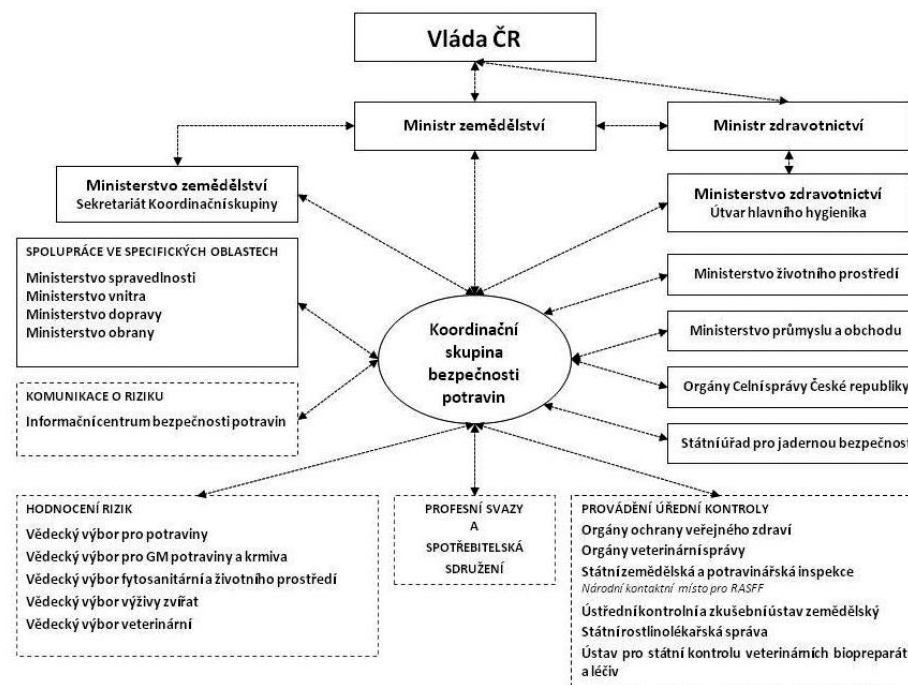 Vláda ČR
Ministr zemědělství
Ministr zdravotnictví
Ministerstvo zemědělství
Sekretariát Koordinační skupiny
Ministerstvo zdravotnictví
Útvar hlavního hygienika
SPOLUPRÁCE VE SPECIFICKÝCH OBLASTECH
Ministerstvo spravedlnosti
Ministerstvo vnitra
Ministerstvo dopravy
Ministerstvo obrany
Ministerstvo životního prostředí
Ministerstvo průmyslu a obchodu
Orgány Celní správy České republiky
Státní úřad pro jadernou bezpečnost
Koordinační
skupina
bezpečnosti
potravin
KOMUNIKACE O RIZIKU
Informační centrum bezpečnosti potravin
HODNOCENÍ RIZIK
Vědecký výbor pro potraviny
Vědecký výbor pro GM potraviny a krmiva
Vědecký výbor fytosanitární a životního prostředí
Vědecký výbor výživy zvířat
Vědecký výbor veterinární
PROFESNÍ SVAZY
A
SPOTŘEBITELSKÁ
SDRUŽENÍ
PROVÁDĚNÍ ÚŘEDNÍ KONTROLY
Orgány ochrany veřejného zdraví
Orgány veterinární správy
Státní zemědělská a potravinářská inspekce
Národní kontaktní místo pro RASFF
Ústřední kontrolní a zkušební ústav zemědělský
Státní rostlinolékařská správa
Ústav pro státní kontrolu veterinárních biopreparát
a léčiv